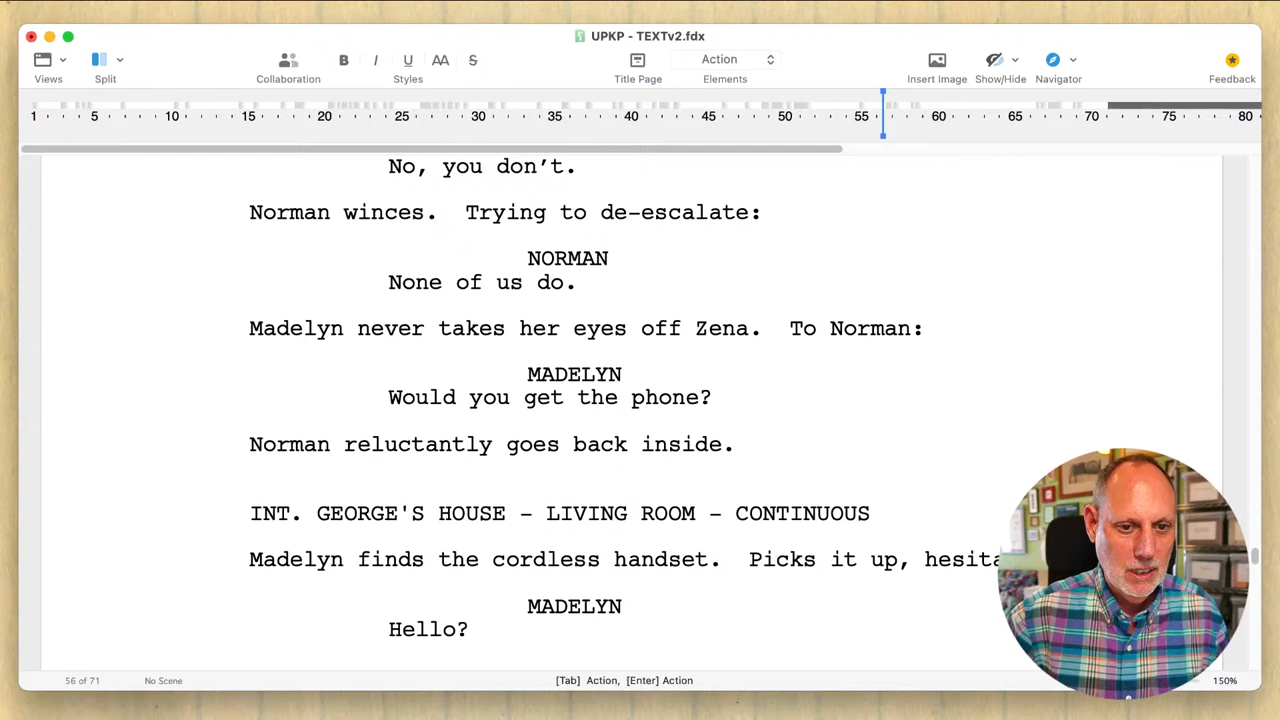 UPKP - TEXTv2.fdx
Views Split Collaboration B I U AA S Styles Title Page Action Elements Insert Image Show/Hide Navigator Feedback
1 5 10 15 20 25 30 35 40 45 50 55 60 65 70 75 80
No, you don’t.
Norman winces.  Trying to de-escalate:
NORMAN
None of us do.
Madelyn never takes her eyes off Zena.  To Norman:
MADELYN
Would you get the phone?
Norman reluctantly goes back inside.
INT. GEORGE'S HOUSE - LIVING ROOM - CONTINUOUS
Madelyn finds the cordless handset.  Picks it up,
MADELYN
Hello?
56 of 71 No Scene [Tab]  Action,  [Enter] Action 150%